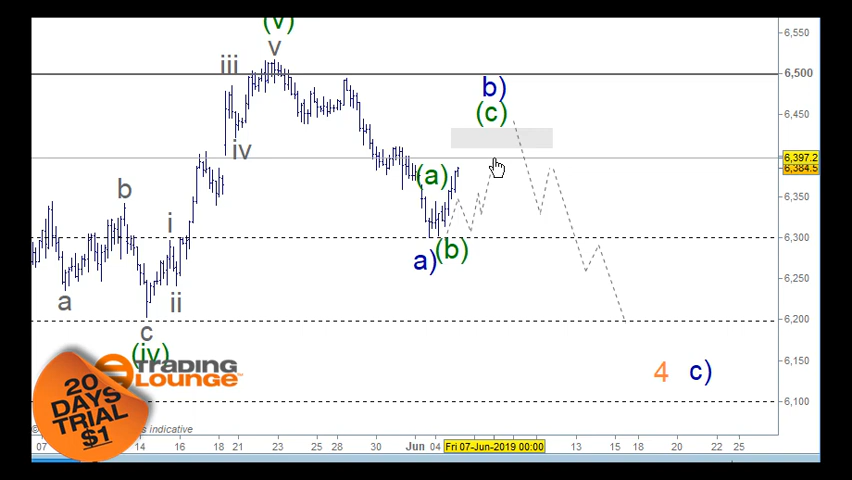 (v)
6,550
v
iii
6,500
b)
(c)
6,450
iv
6,397.2
6,384.5
(a)
b
6,350
i
6,300
(b)
a)
6,250
a
ii
6,200
c
(iv)
TRADING
LOUNGE™
6,150
4 c)
20
DAYS
TRIAL
$1
6,100
indicative
07 14 16 18 21 23 25 28 30 Jun 04 Fri 07-Jun-2019 00:00 13 15 18 20 22 25